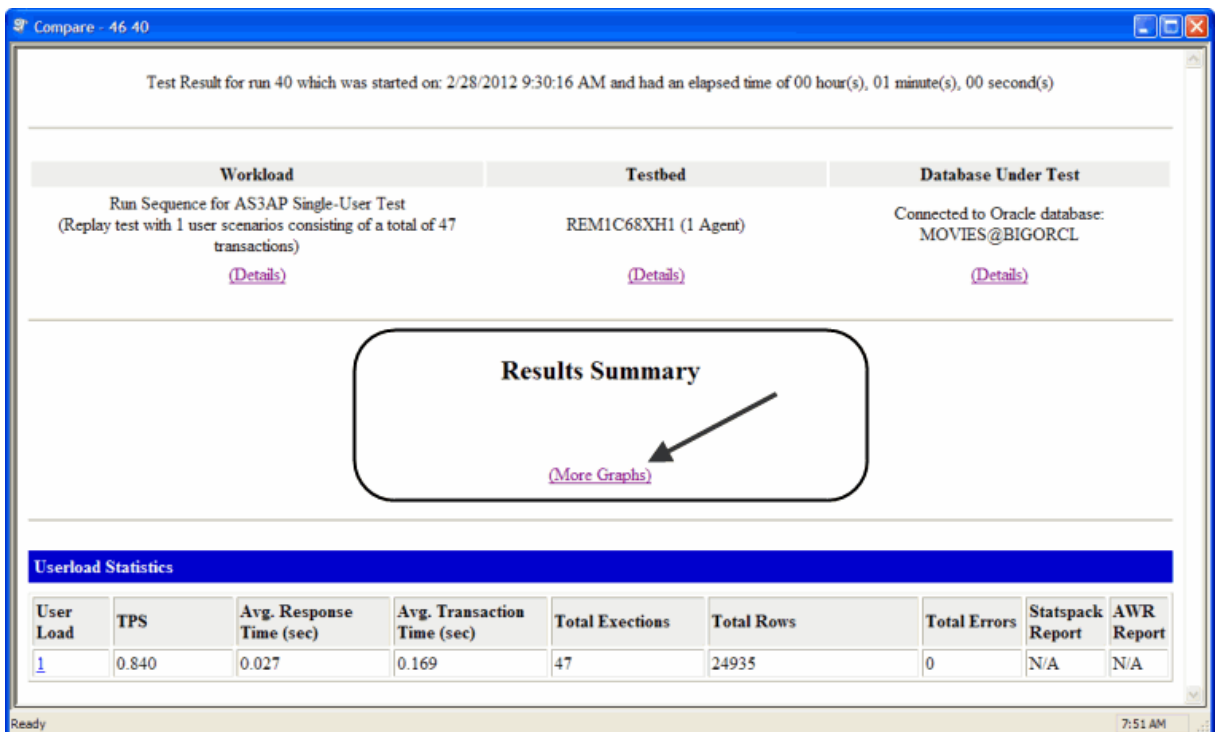 Compare - 46 40
Test Result for run 40 which was started on: 2/28/2012 9:30:16 AM and had an elapsed time of 00 hour(s), 01 minute(s), 00 second(s)
Workload Testbed Database Under Test
Run Sequence for AS3AP Single-User Test
(Replay test with 1 user scenarios consisting of a total of 47
transactions)
(Details)
REM1C68XH1 (1 Agent)
(Details)
Connected to Oracle database:
MOVIES@BIGORCL
(Details)
Results Summary
(More Graphs)
Userload Statistics
User Load TPS Avg. Response Time (sec) Avg. Transaction Time (sec) Total Exections Total Rows Total Errors Statspack Report AWR Report
1 0.840 0.027 0.169 47 24935 0 N/A N/A
Ready 7:51 AM